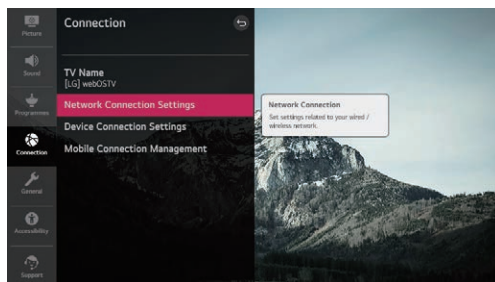 Picture
Sound
Programmes
Connection
General
Accessibility
Support
Connection
TV Name
[LG] webOSTV
Network Connection Settings
Device Connection Settings
Mobile Connection Management
Network Connection
Set settings related to your wired /
wireless network.